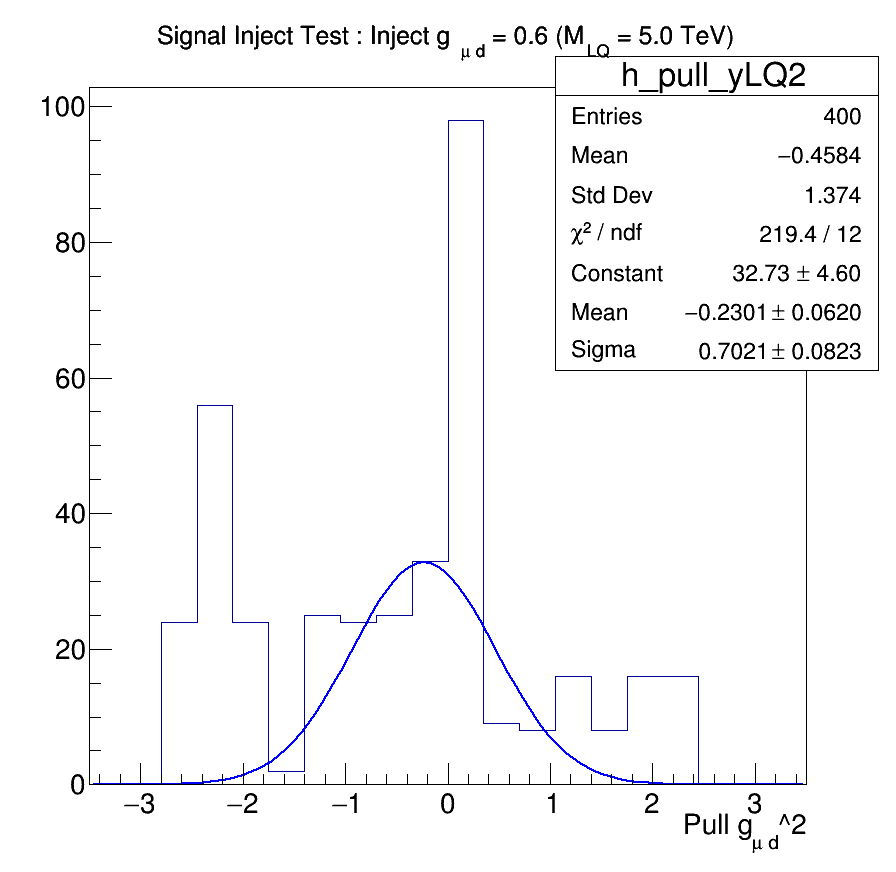 Signal Inject Test : Inject g μ d = 0.6 (M LQ = 5.0 TeV)
h_pull_yLQ2
Entries 400
Mean −0.4584
Std Dev 1.374
χ² / ndf 219.4 / 12
Constant 32.73 ± 4.60
Mean −0.2301 ± 0.0620
Sigma 0.7021 ± 0.0823
100
80
60
40
20
0
−3 −2 −1 0 1 2 3
Pull g μ d ^2